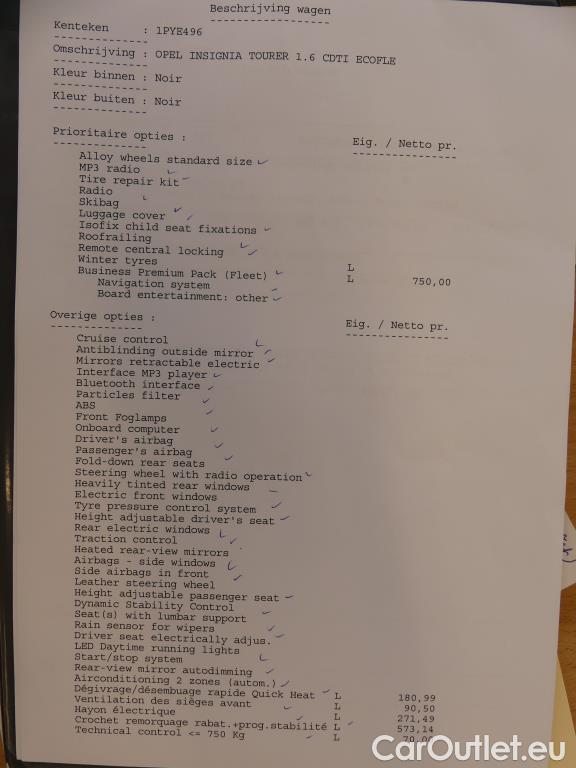 Beschrijving wagen
Kenteken : 1PYE496
Omschrijving : OPEL INSIGNIA TOURER 1.6 CDTI ECOFLE
Kleur binnen : Noir
Kleur buiten : Noir
Prioritaire opties : Eig. / Netto pr.
Alloy wheels standard size
MP3 radio
Tire repair kit
Radio
Skibag
Luggage cover
Isofix child seat fixations
Roofrailing
Remote central locking
Winter tyres L
Business Premium Pack (Fleet) L 750,00
Navigation system
Board entertainment: other
Overige opties : Eig. / Netto pr.
Cruise control
Antiblinding outside mirror
Mirrors retractable electric
Interface MP3 player
Bluetooth interface
Particles filter
ABS
Front Foglamps
Onboard computer
Driver's airbag
Passenger's airbag
Fold-down rear seats
Steering wheel with radio operation
Heavily tinted rear windows
Electric front windows
Tyre pressure control system
Height adjustable driver's seat
Rear electric windows
Traction control
Heated rear-view mirrors
Airbags - side windows
Side airbags in front
Leather steering wheel
Height adjustable passenger seat
Dynamic Stability Control
Seat(s) with lumbar support
Rain sensor for wipers
Driver seat electrically adjus.
LED Daytime running lights
Start/stop system
Rear-view mirror autodimming
Airconditioning 2 zones (autom.)
Dégivrage/désembuage rapide Quick Heat L 180,99
Ventilation des sièges avant L 90,50
Hayon électrique L 271,49
Crochet remorquage rabat.+prog.stabilité L 573,14
Technical control <= 750 Kg L 70,00
CarOutlet.eu